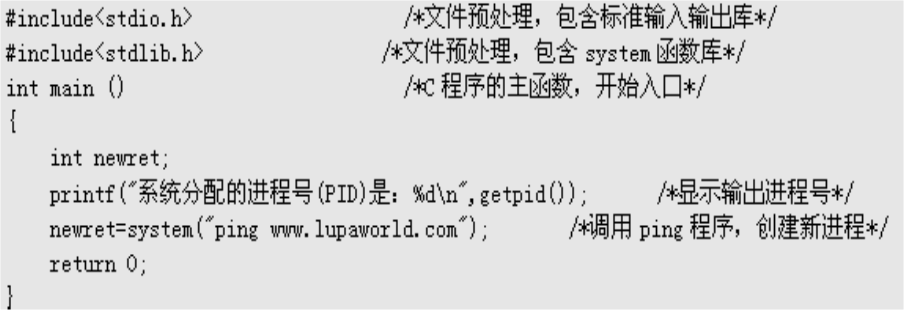 #include<stdio.h> /*文件预处理，包含标准输入输出库*/
#include<stdlib.h> /*文件预处理，包含 system 函数库*/
int main () /*C 程序的主函数，开始入口*/
{
int newret;
printf("系统分配的进程号(PID)是：%d\n",getpid()); /*显示输出进程号*/
newret=system("ping www.lupaworld.com"); /*调用 ping 程序，创建新进程*/
return 0;
}